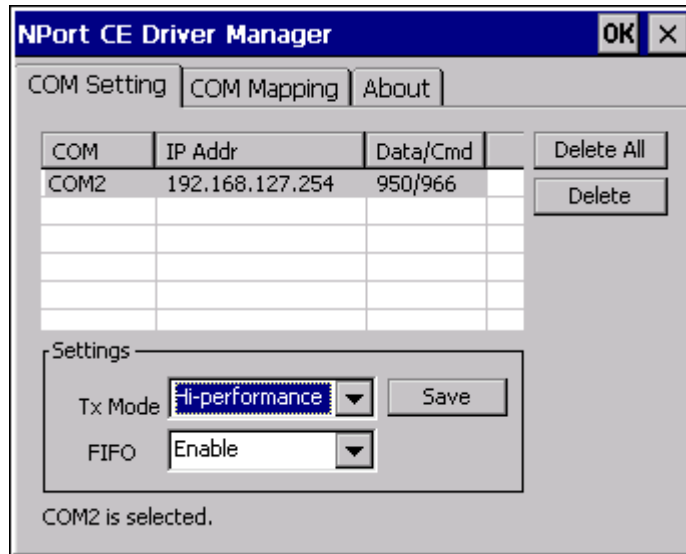 NPort CE Driver Manager OK ×
COM Setting COM Mapping About
COM IP Addr Data/Cmd Delete All
COM2 192.168.127.254 950/966
Delete
Settings
Tx Mode Hi-performance Save
FIFO Enable
COM2 is selected.